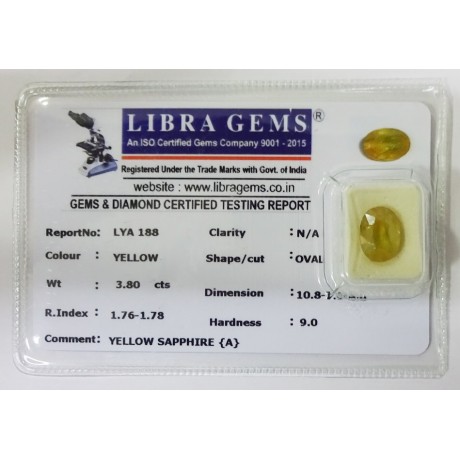 LIBRA GEMS®
An ISO Certified Gems Company 9001 - 2015
Registered Under the Trade Marks with Govt. of India
website : www.libragems.co.in
GEMS & DIAMOND CERTIFIED TESTING REPORT
ReportNo: LYA 188 Clarity : N/A
Colour : YELLOW Shape/cut : OVAL
Wt : 3.80 cts Dimension :
R.Index : 1.76-1.78 Hardness : 9.0
Comment: YELLOW SAPPHIRE {A}